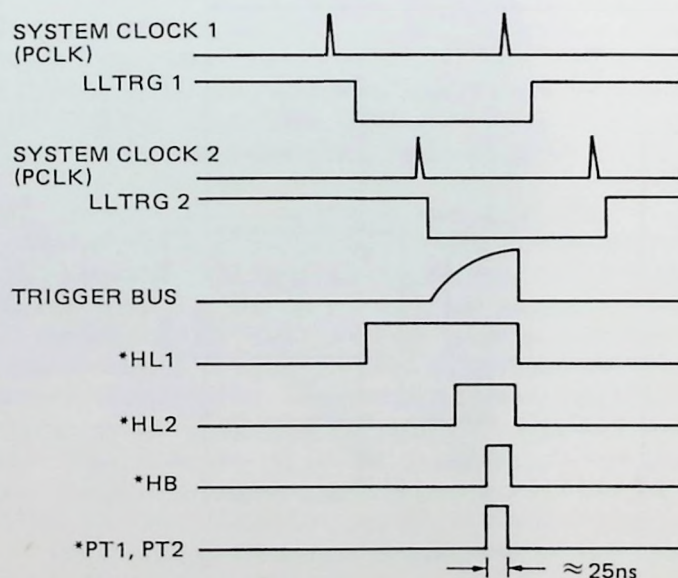 SYSTEM CLOCK 1
(PCLK)
LLTRG 1
SYSTEM CLOCK 2
(PCLK)
LLTRG 2
TRIGGER BUS
*HL1
*HL2
*HB
*PT1, PT2
≈ 25ns